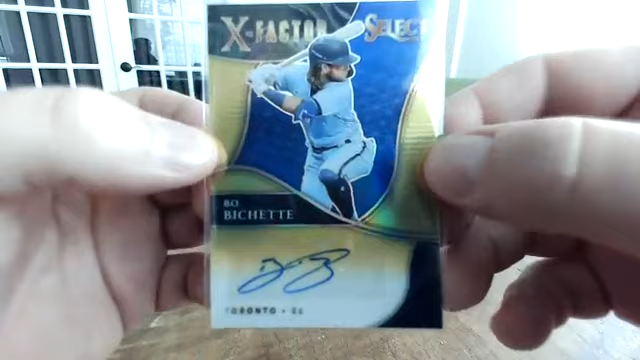 X-FACTOR SELECT
BO
BICHETTE
TORONTO • SS